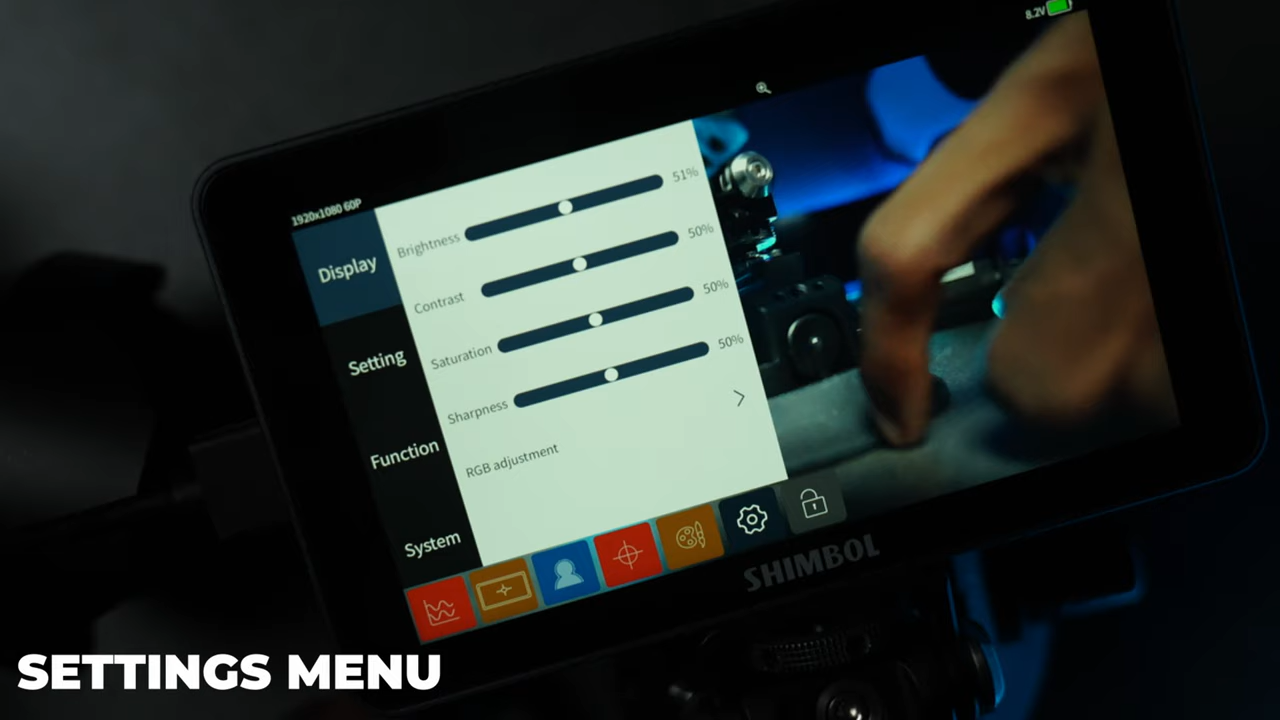 8.2V
1920x1080 60P
Display
Setting
Function
System
Brightness 51%
Contrast 50%
Saturation 50%
Sharpness 50%
RGB adjustment
SHIMBOL
SETTINGS MENU